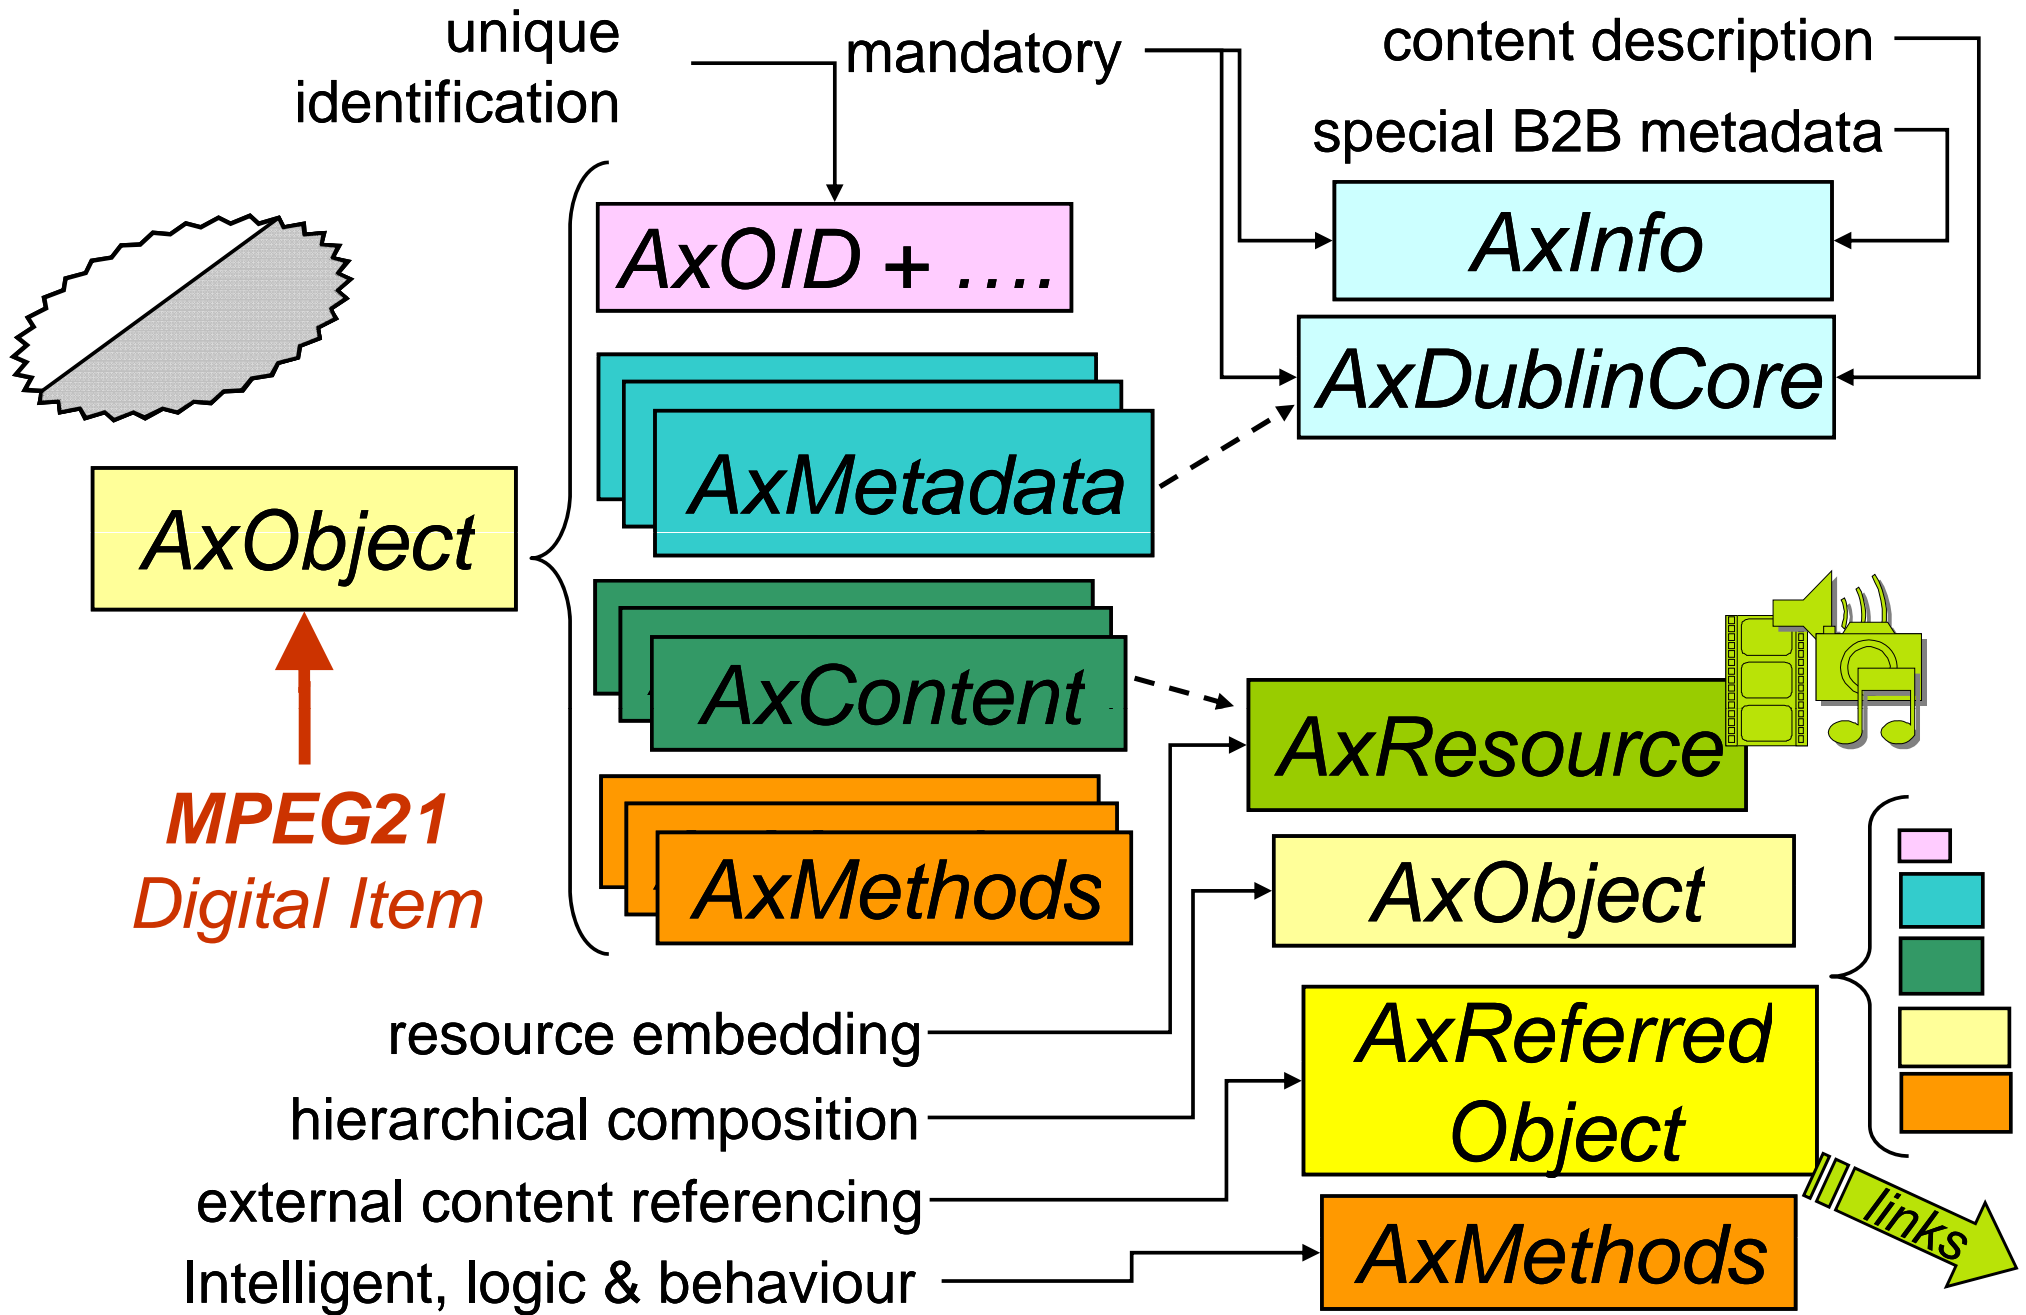 unique
identification
mandatory
content description
special B2B metadata
AxOID + ....
AxInfo
AxDublinCore
AxMetadata
AxObject
AxContent
AxResource
MPEG21
Digital Item
AxMethods
AxObject
resource embedding
AxReferred
Object
hierarchical composition
external content referencing
links
Intelligent, logic & behaviour
AxMethods